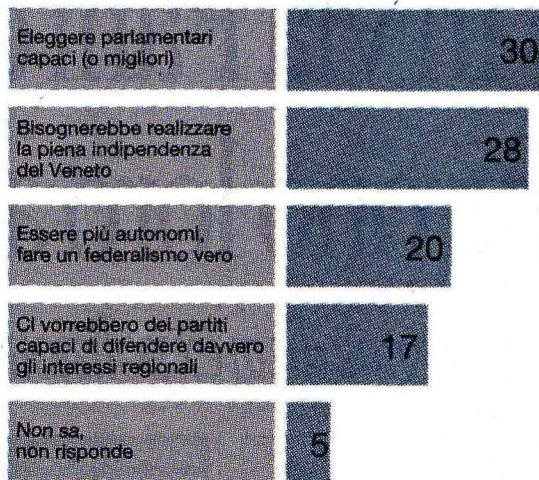 Eleggere parlamentari
capaci (o migliori)
30
Bisognerebbe realizzare
la piena indipendenza
del Veneto
28
Essere più autonomi,
fare un federalismo vero
20
Ci vorrebbero dei partiti
capaci di difendere davvero
gli interessi regionali
17
Non sa,
non risponde
5